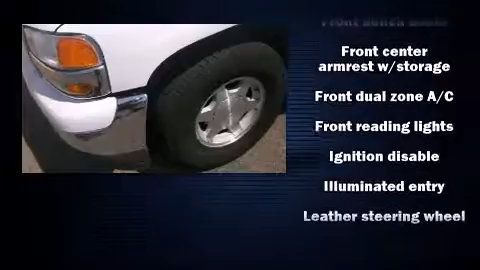 Front center
armrest w/storage
Front dual zone A/C
Front reading lights
Ignition disable
Illuminated entry
Leather steering wheel